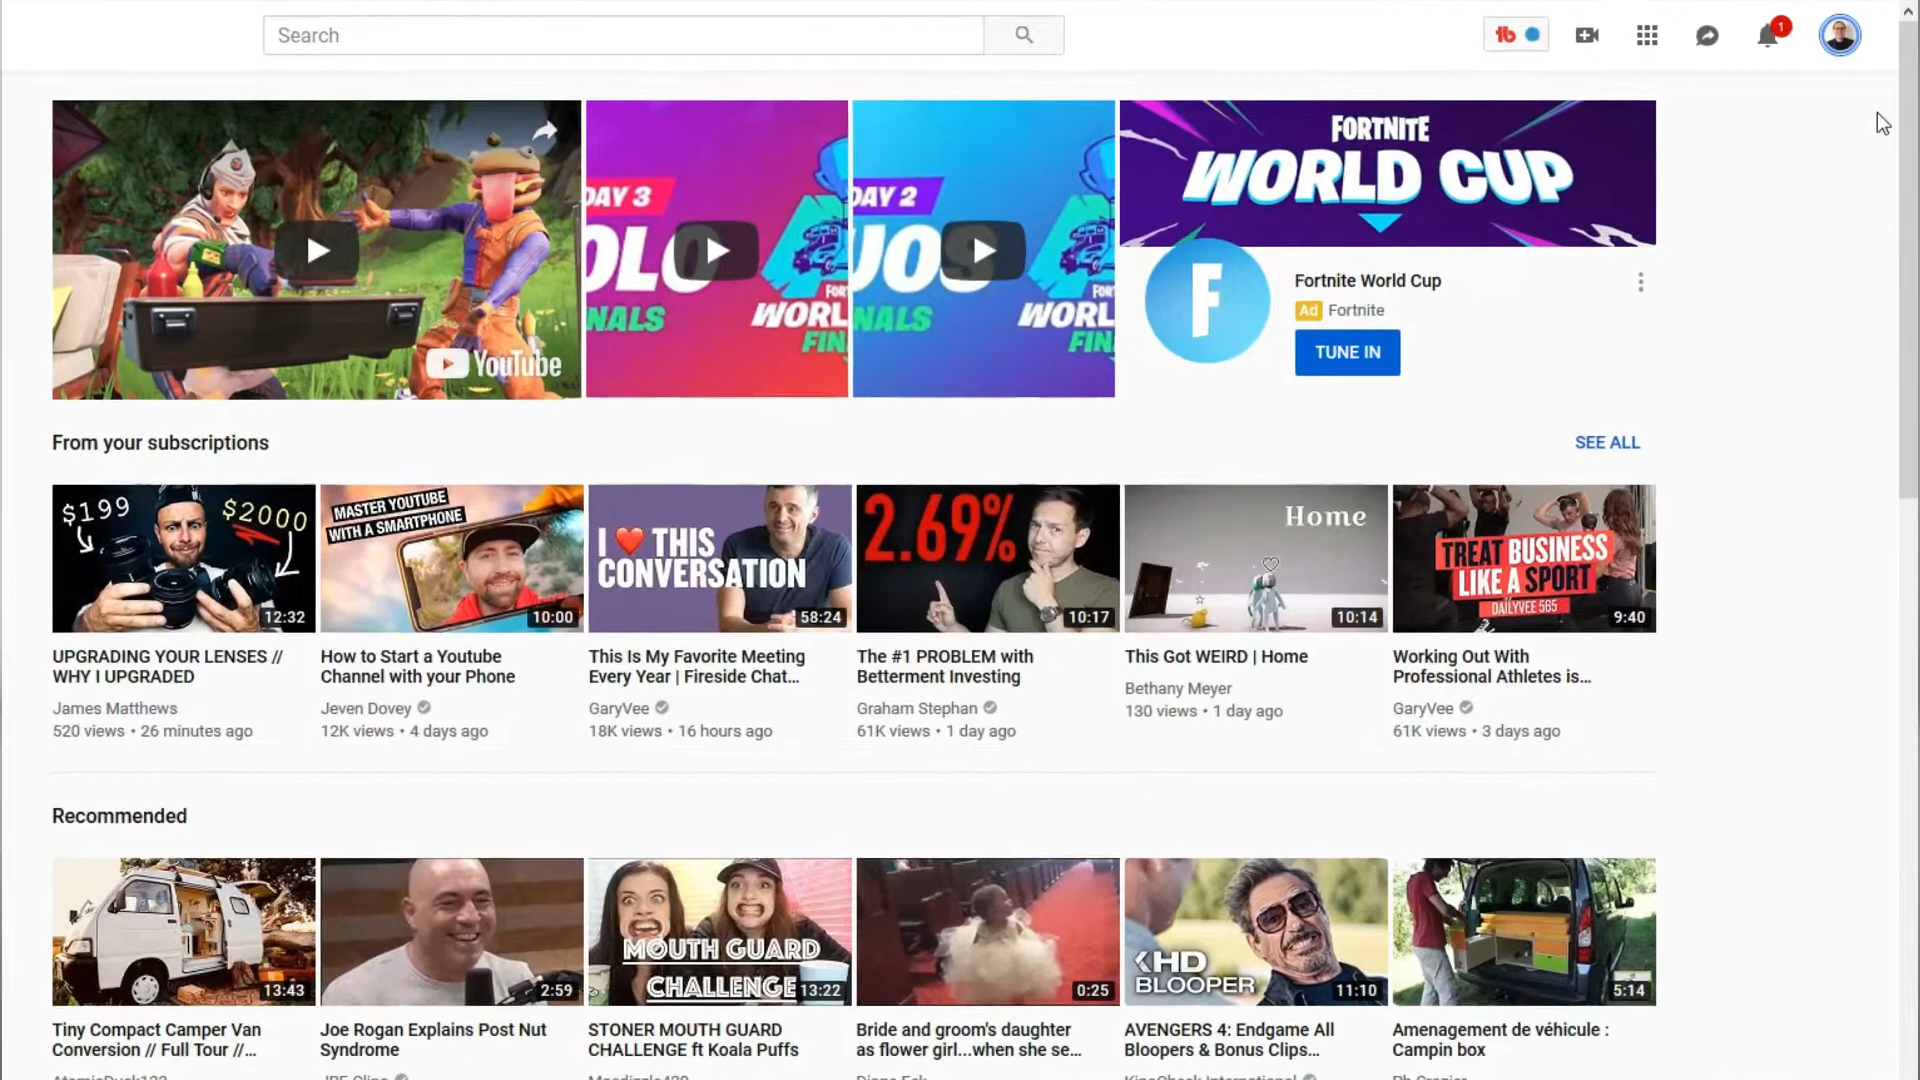 Search
1
DAY 3
OLO
NALS
WORL
FIN
DAY 2
UOS
NALS
WORL
FIN
YouTube
FORTNITE
WORLD CUP
F
Fortnite World Cup
Ad Fortnite
TUNE IN
From your subscriptions
SEE ALL
$199
$2000
12:32
MASTER YOUTUBE
WITH A SMARTPHONE
10:00
I ❤ THIS
CONVERSATION
58:24
2.69%
10:17
Home
10:14
TREAT BUSINESS
LIKE A SPORT
DAILYVEE 565
9:40
UPGRADING YOUR LENSES //
WHY I UPGRADED
James Matthews
520 views • 26 minutes ago
How to Start a Youtube
Channel with your Phone
Jeven Dovey
12K views • 4 days ago
This Is My Favorite Meeting
Every Year | Fireside Chat...
GaryVee
18K views • 16 hours ago
The #1 PROBLEM with
Betterment Investing
Graham Stephan
61K views • 1 day ago
This Got WEIRD | Home
Bethany Meyer
130 views • 1 day ago
Working Out With
Professional Athletes is...
GaryVee
61K views • 3 days ago
Recommended
13:43
2:59
MOUTH GUARD
CHALLENGE
13:22
0:25
KHD
BLOOPER
11:10
5:14
Tiny Compact Camper Van
Conversion // Full Tour //...
Joe Rogan Explains Post Nut
Syndrome
STONER MOUTH GUARD
CHALLENGE ft Koala Puffs
Bride and groom's daughter
as flower girl...when she se...
AVENGERS 4: Endgame All
Bloopers & Bonus Clips...
Amenagement de véhicule :
Campin box